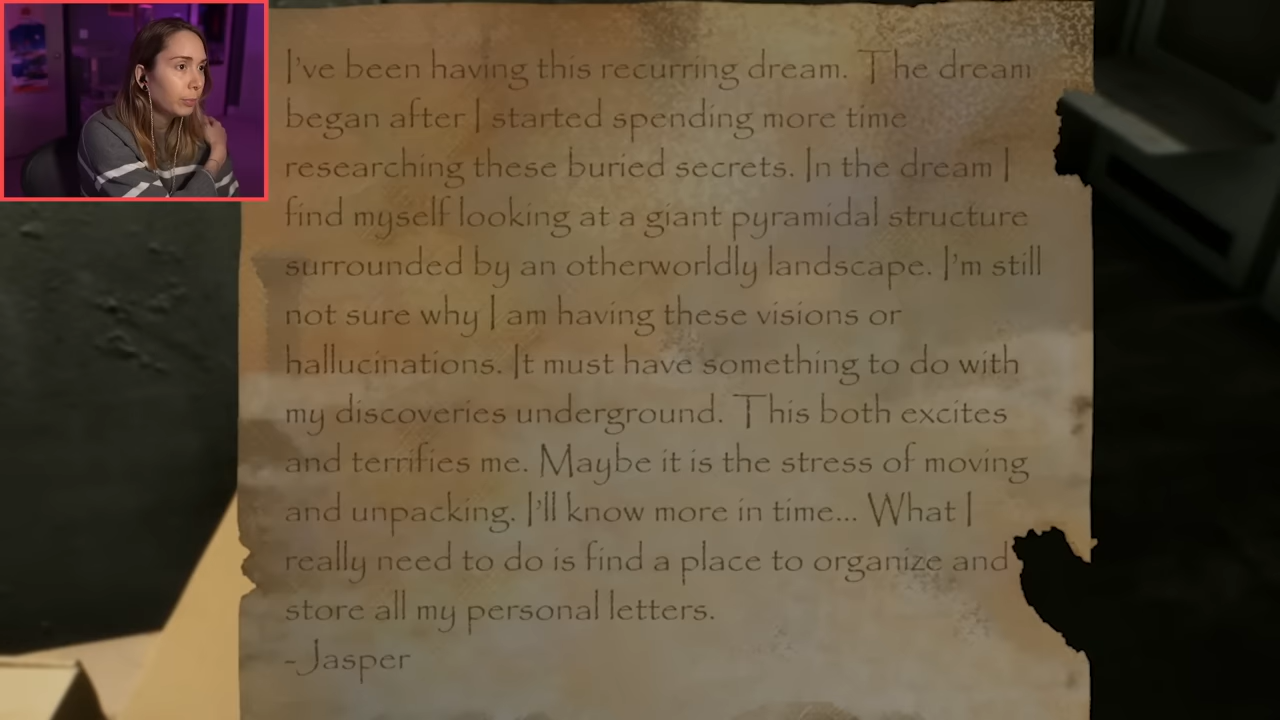 I've been having this recurring dream. The dream
began after I started spending more time
researching these buried secrets. In the dream I
find myself looking at a giant pyramidal structure
surrounded by an otherworldly landscape. I'm still
not sure why I am having these visions or
hallucinations. It must have something to do with
my discoveries underground. This both excites
and terrifies me. Maybe it is the stress of moving
and unpacking. I'll know more in time... What I
really need to do is find a place to organize and
store all my personal letters.
-Jasper